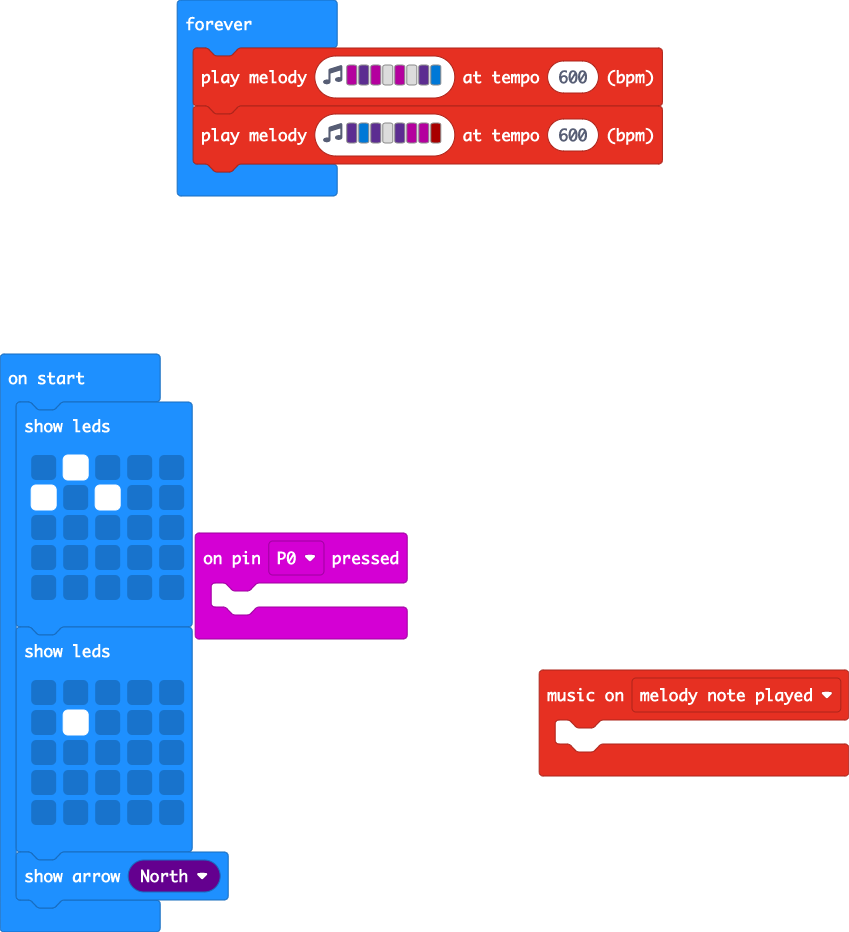 forever
play melody at tempo 600 (bpm)
play melody at tempo 600 (bpm)
on start
show leds
on pin P0 pressed
show leds
music on melody note played
show arrow North